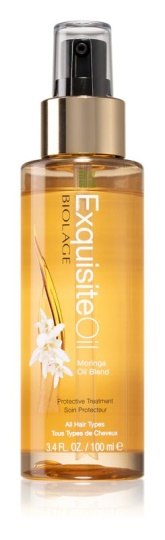 BIOLAGE
ExquisiteOil
Moringa
Oil Blend
Protective Treatment
Soin Protecteur
All Hair Types
Tous Types de Cheveux
3.4 FL. OZ. / 100 ml e